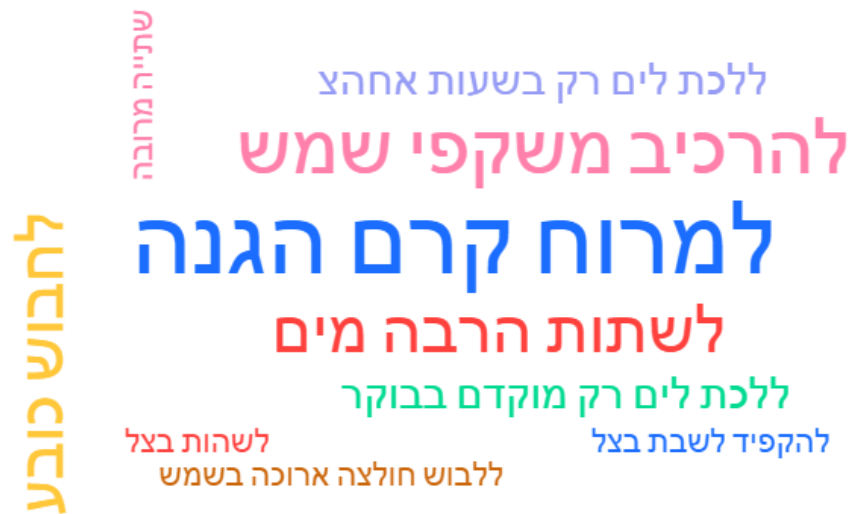 שתייה מרובה
ללכת לים רק בשעות אחהצ
להרכיב משקפי שמש
למרוח קרם הגנה
לחבוש כובע
לשתות הרבה מים
ללכת לים רק מוקדם בבוקר
להקפיד לשבת בצל
לשהות בצל
ללבוש חולצה ארוכה בשמש